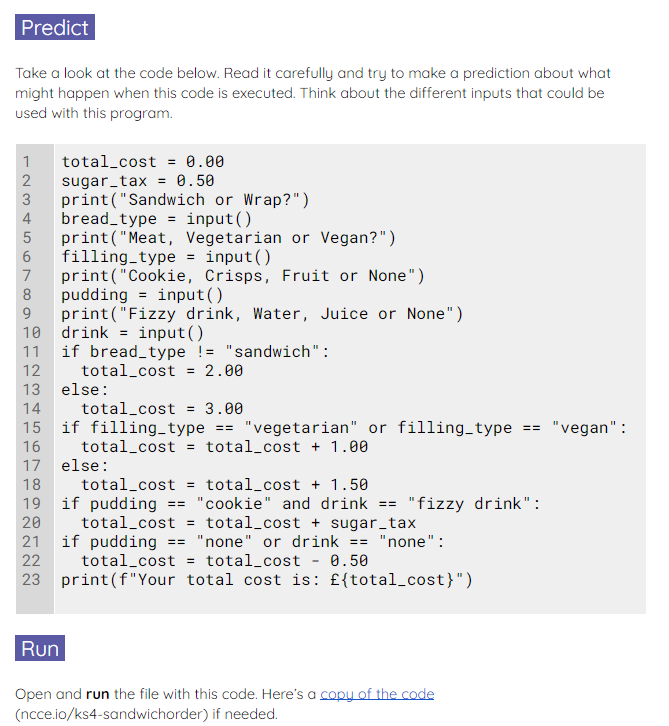 Predict
Take a look at the code below. Read it carefully and try to make a prediction about what
might happen when this code is executed. Think about the different inputs that could be
used with this program.
1 total_cost = 0.00
2 sugar_tax = 0.50
3 print("Sandwich or Wrap?")
4 bread_type = input()
5 print("Meat, Vegetarian or Vegan?")
6 filling_type = input()
7 print("Cookie, Crisps, Fruit or None")
8 pudding = input()
9 print("Fizzy drink, Water, Juice or None")
10 drink = input()
11 if bread_type != "sandwich":
12   total_cost = 2.00
13 else:
14   total_cost = 3.00
15 if filling_type == "vegetarian" or filling_type == "vegan":
16   total_cost = total_cost + 1.00
17 else:
18   total_cost = total_cost + 1.50
19 if pudding == "cookie" and drink == "fizzy drink":
20   total_cost = total_cost + sugar_tax
21 if pudding == "none" or drink == "none":
22   total_cost = total_cost - 0.50
23 print(f"Your total cost is: £{total_cost}")
Run
Open and run the file with this code. Here's a copy of the code
(ncce.io/ks4-sandwichorder) if needed.